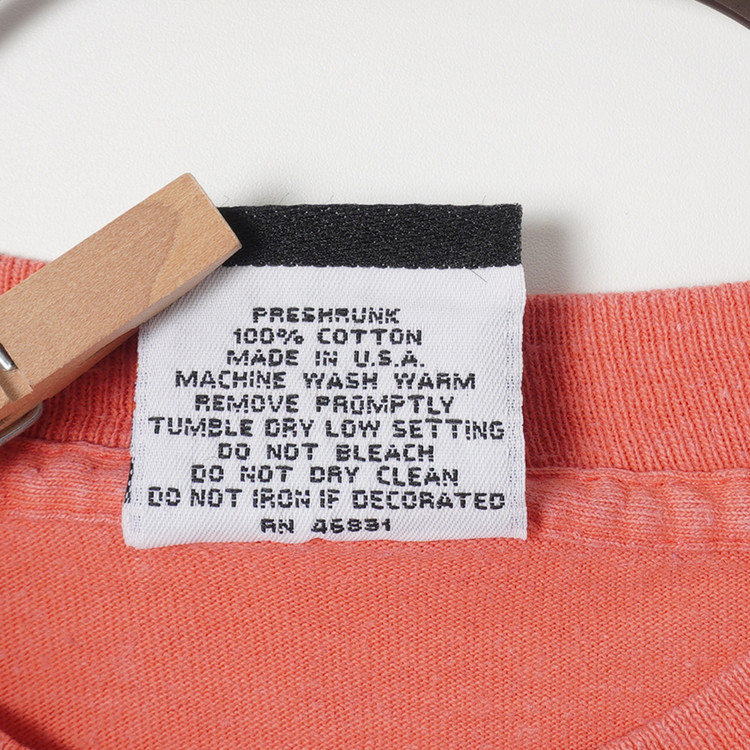 PRESHRUNK
100% COTTON
MADE IN U.S.A.
MACHINE WASH WARM
REMOVE PROMPTLY
TUMBLE DRY LOW SETTING
DO NOT BLEACH
DO NOT DRY CLEAN
DO NOT IRON IF DECORATED
RN 46831